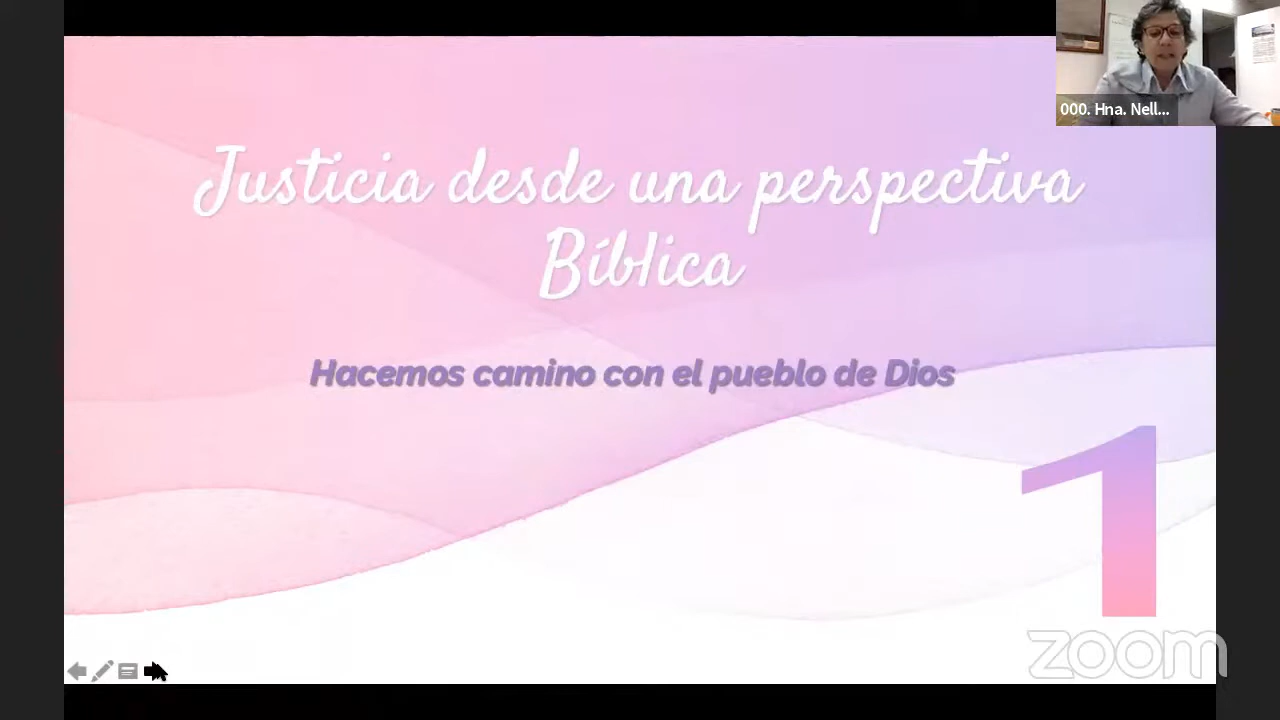 000. Hna. Nell...
Justicia desde una perspectiva
Bíblica
Hacemos camino con el pueblo de Dios
1
zoom